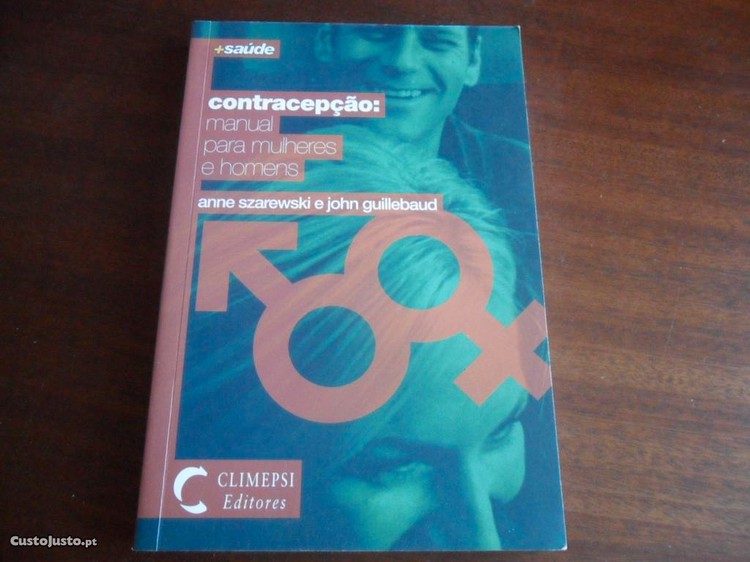 +saúde
contracepção:
manual
para mulheres
e homens
anne szarewski e john guillebaud
CLIMEPSI
Editores
CustoJusto.pt